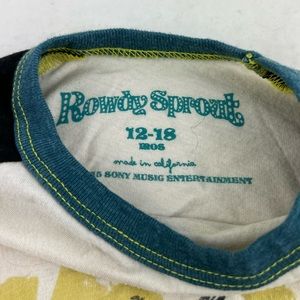 Rowdy Sprout
12-18
mos
made in california
15 SONY MUSIC ENTERTAINMENT